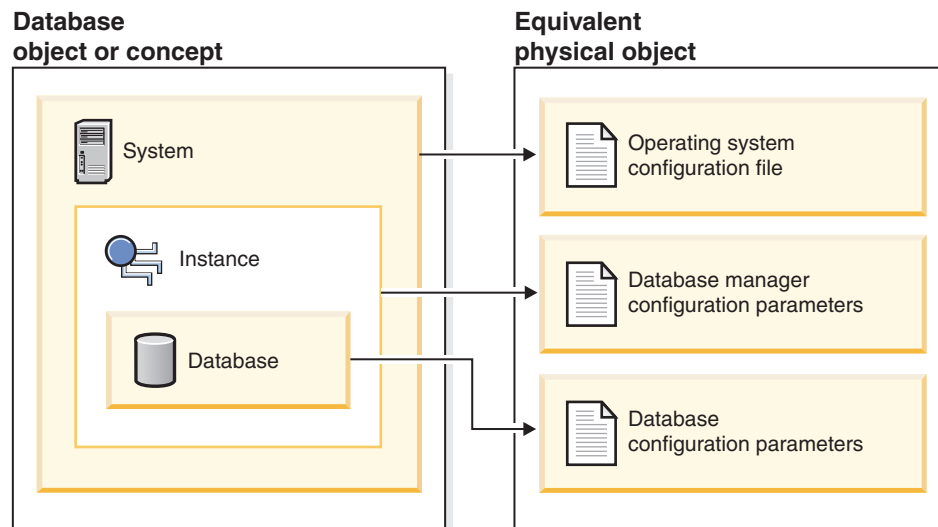 Database
object or concept
Equivalent
physical object
System
Operating system
configuration file
Instance
Database manager
configuration parameters
Database
Database
configuration parameters